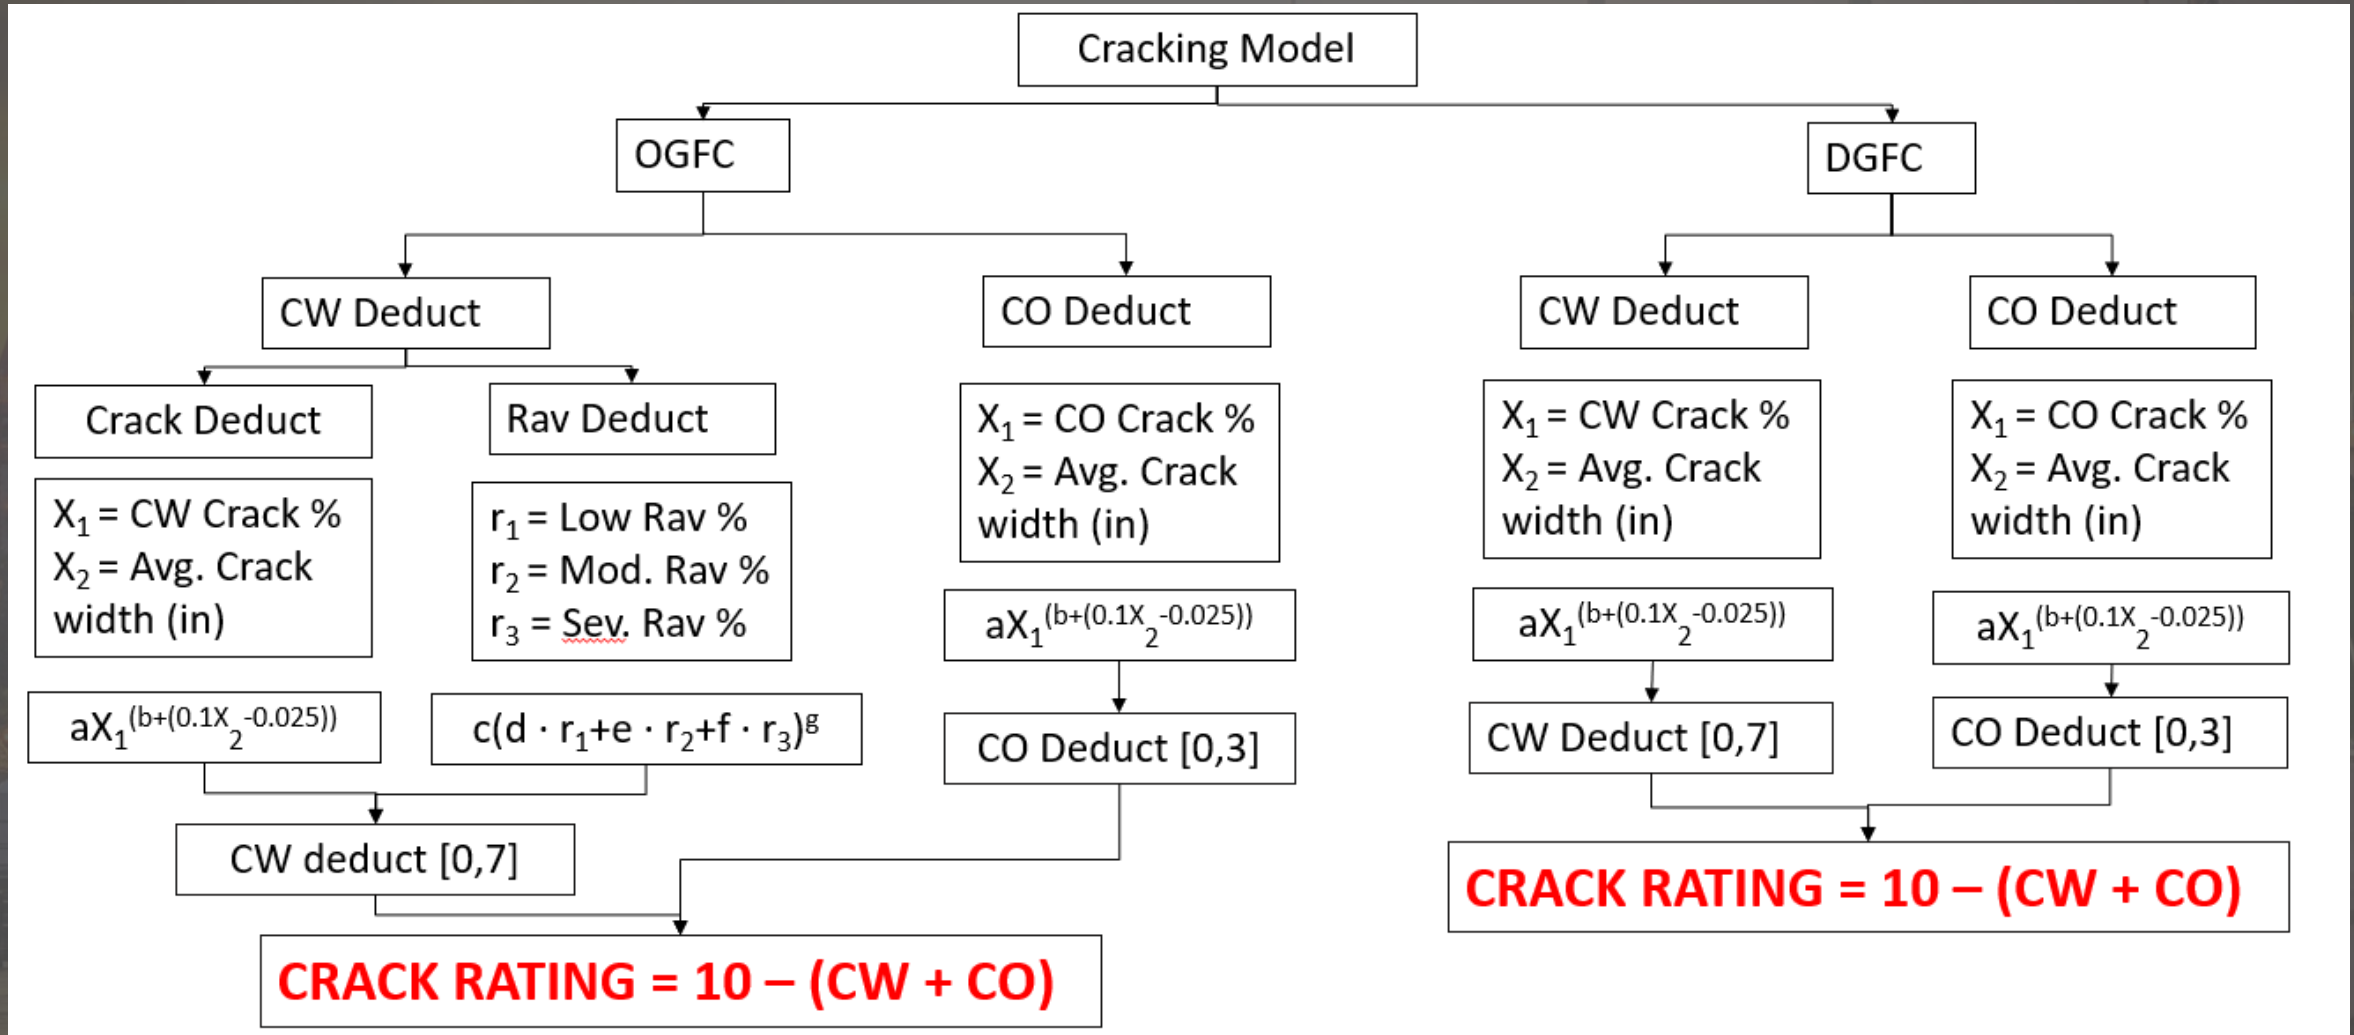 Cracking Model
OGFC
DGFC
CW Deduct
CO Deduct
CW Deduct
CO Deduct
Crack Deduct
Rav Deduct
X₁ = CW Crack %
X₂ = Avg. Crack
width (in)
r₁ = Low Rav %
r₂ = Mod. Rav %
r₃ = Sev. Rav %
X₁ = CO Crack %
X₂ = Avg. Crack
width (in)
X₁ = CW Crack %
X₂ = Avg. Crack
width (in)
X₁ = CO Crack %
X₂ = Avg. Crack
width (in)
aX₁^(b+(0.1X₂-0.025))
c(d · r₁+e · r₂+f · r₃)^g
aX₁^(b+(0.1X₂-0.025))
aX₁^(b+(0.1X₂-0.025))
aX₁^(b+(0.1X₂-0.025))
CW deduct [0,7]
CO Deduct [0,3]
CW Deduct [0,7]
CO Deduct [0,3]
CRACK RATING = 10 – (CW + CO)
CRACK RATING = 10 – (CW + CO)